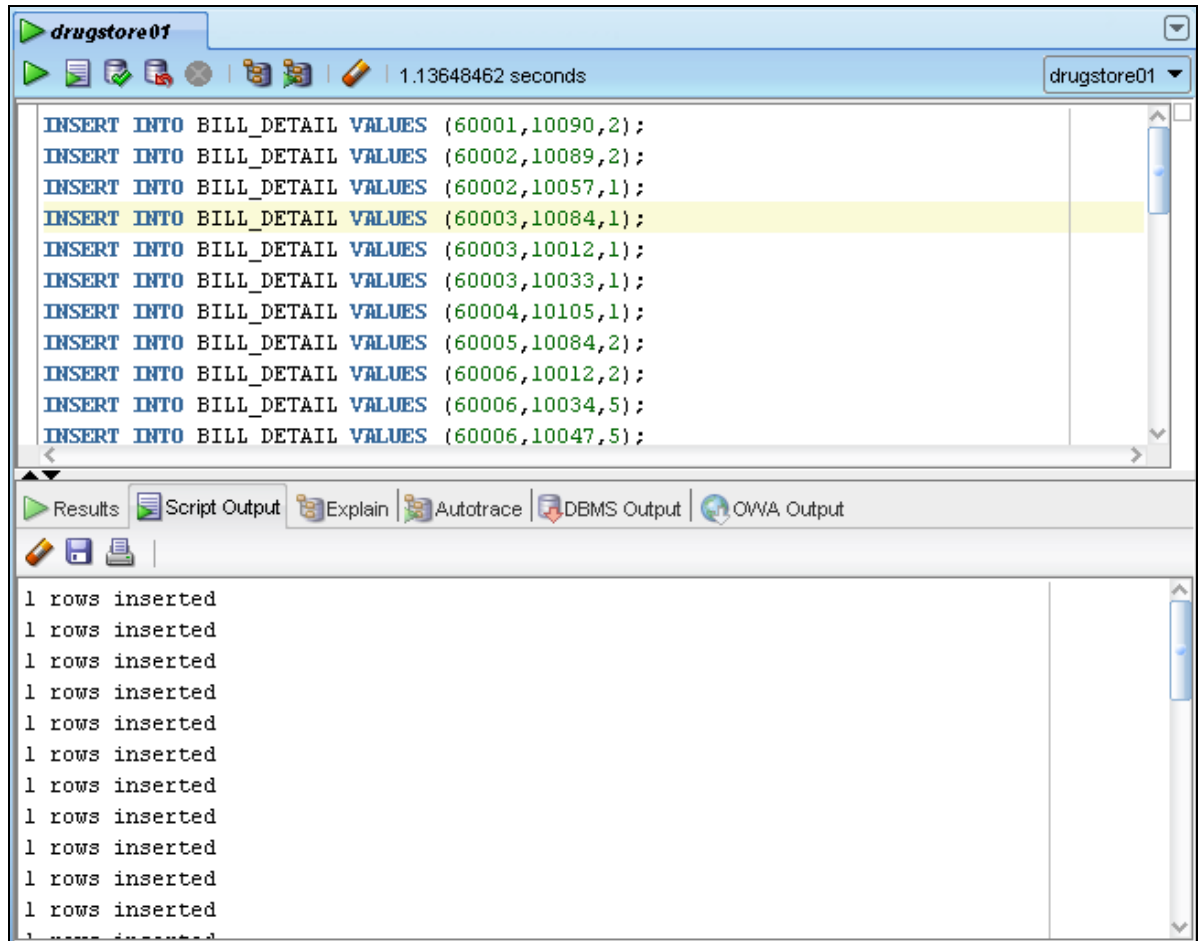 drugstore01
1.13648462 seconds
drugstore01
INSERT INTO BILL_DETAIL VALUES (60001,10090,2);
INSERT INTO BILL_DETAIL VALUES (60002,10089,2);
INSERT INTO BILL_DETAIL VALUES (60002,10057,1);
INSERT INTO BILL_DETAIL VALUES (60003,10084,1);
INSERT INTO BILL_DETAIL VALUES (60003,10012,1);
INSERT INTO BILL_DETAIL VALUES (60003,10033,1);
INSERT INTO BILL_DETAIL VALUES (60004,10105,1);
INSERT INTO BILL_DETAIL VALUES (60005,10084,2);
INSERT INTO BILL_DETAIL VALUES (60006,10012,2);
INSERT INTO BILL_DETAIL VALUES (60006,10034,5);
INSERT INTO BILL_DETAIL VALUES (60006,10047,5);
Results Script Output Explain Autotrace DBMS Output OWA Output
1 rows inserted
1 rows inserted
1 rows inserted
1 rows inserted
1 rows inserted
1 rows inserted
1 rows inserted
1 rows inserted
1 rows inserted
1 rows inserted
1 rows inserted
1 rows inserted